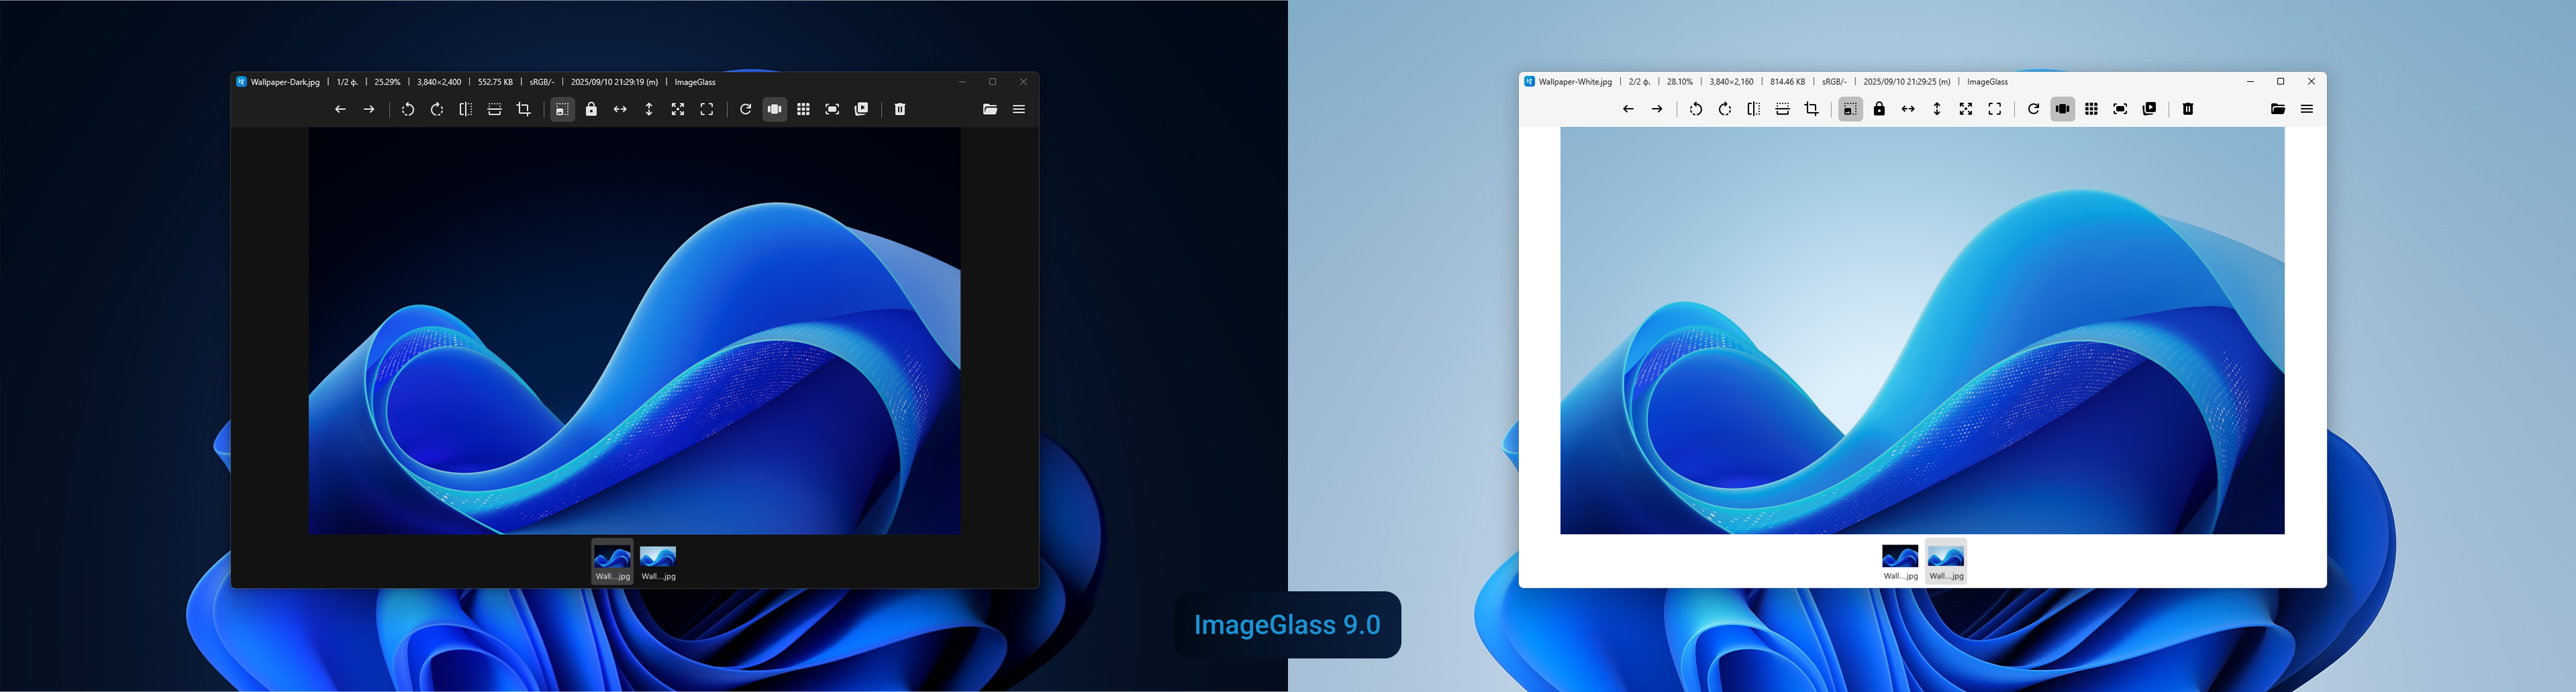 Wallpaper-Dark.jpg | 1/2 ф. | 25.29% | 3,840×2,400 | 552.75 KB | sRGB/- | 2025/09/10 21:29:19 (m) | ImageGlass
Wall....jpg Wall....jpg
Wallpaper-White.jpg | 2/2 ф. | 28.10% | 3,840×2,160 | 814.46 KB | sRGB/- | 2025/09/10 21:29:25 (m) | ImageGlass
Wall....jpg Wall....jpg
ImageGlass 9.0